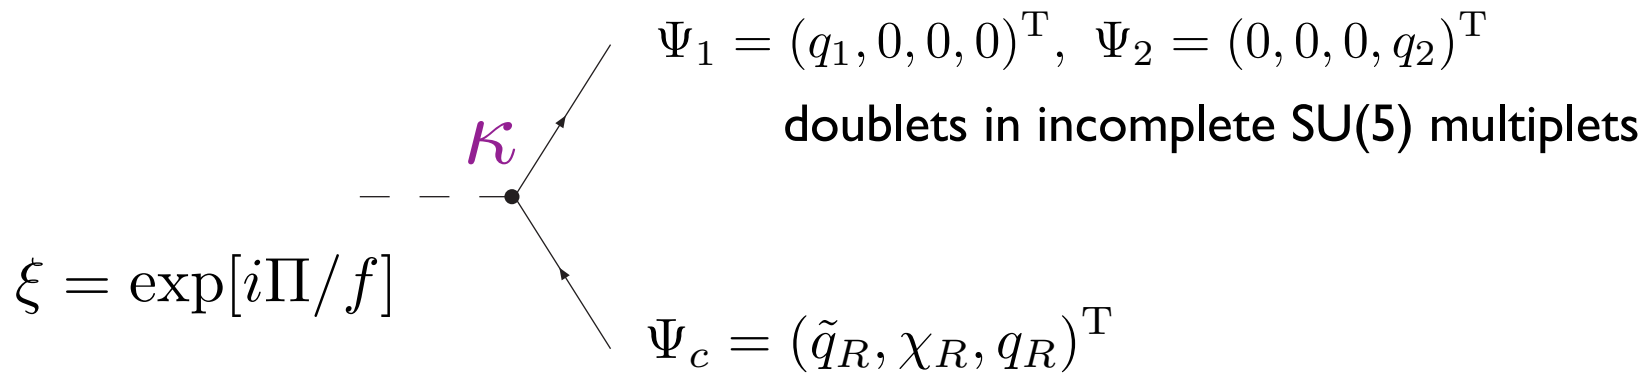 Ψ₁ = (q₁, 0, 0, 0)ᵀ, Ψ₂ = (0, 0, 0, q₂)ᵀ
doublets in incomplete SU(5) multiplets
κ
ξ = exp[iΠ/f]
Ψ_c = (q̃_R, χ_R, q_R)ᵀ